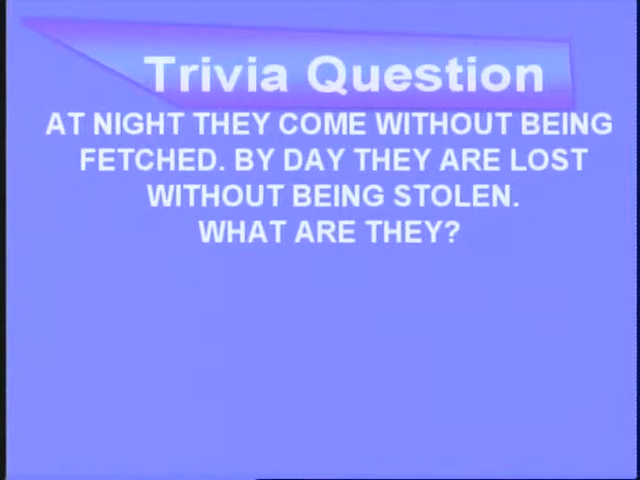 Trivia Question
AT NIGHT THEY COME WITHOUT BEING
FETCHED. BY DAY THEY ARE LOST
WITHOUT BEING STOLEN.
WHAT ARE THEY?